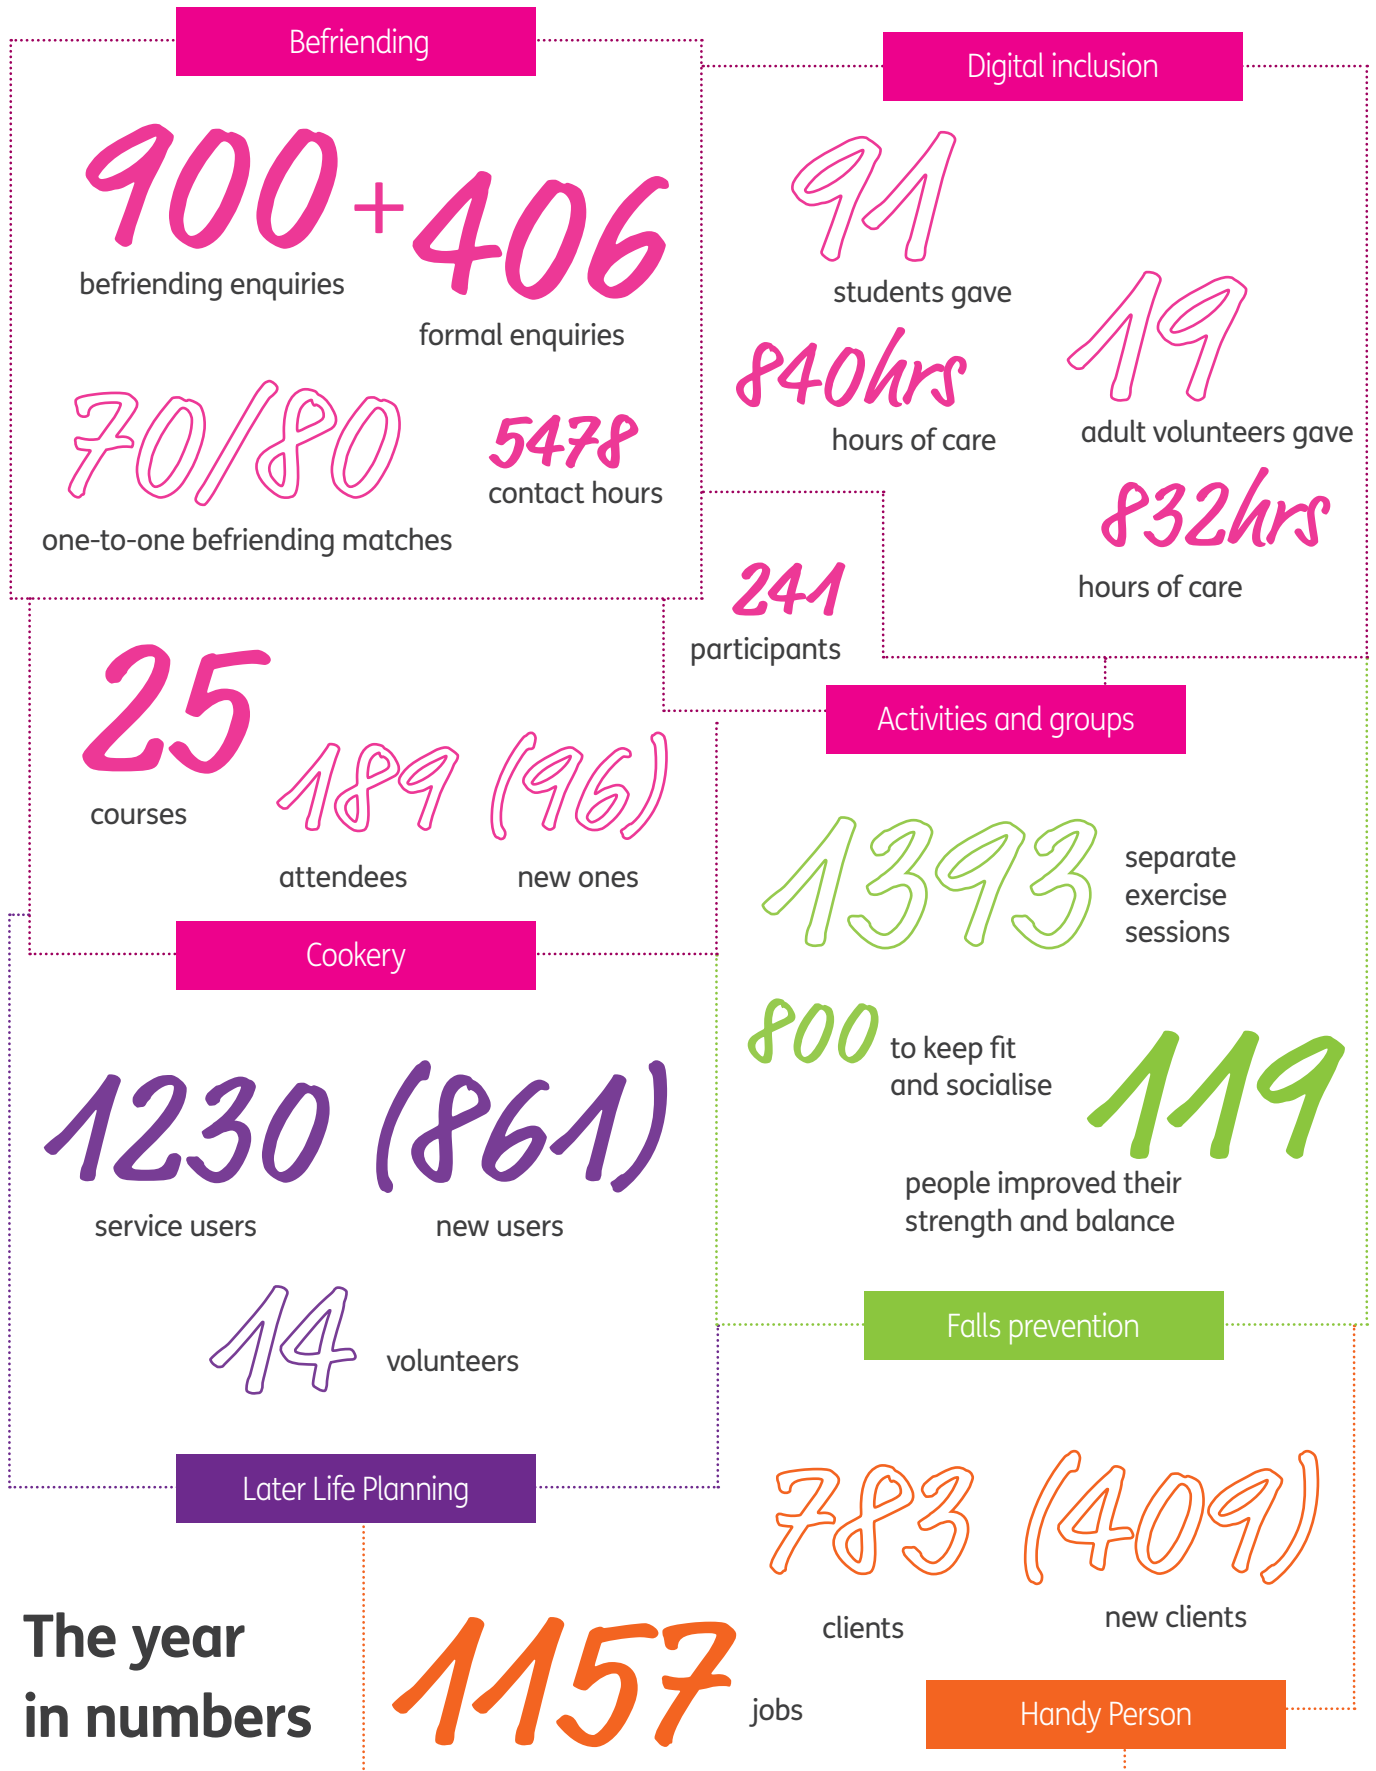 Befriending
900
+
406
befriending enquiries
formal enquiries
70/80
5478
contact hours
one-to-one befriending matches
Digital inclusion
91
students gave
840hrs
hours of care
19
adult volunteers gave
832hrs
hours of care
241
participants
Activities and groups
25
courses
189 (96)
attendees
new ones
Cookery
1393
separate
exercise
sessions
800
to keep fit
and socialise
119
people improved their
strength and balance
Falls prevention
1230 (861)
service users
new users
14
volunteers
Later Life Planning
783 (409)
clients
new clients
1157
jobs
Handy Person
The year
in numbers